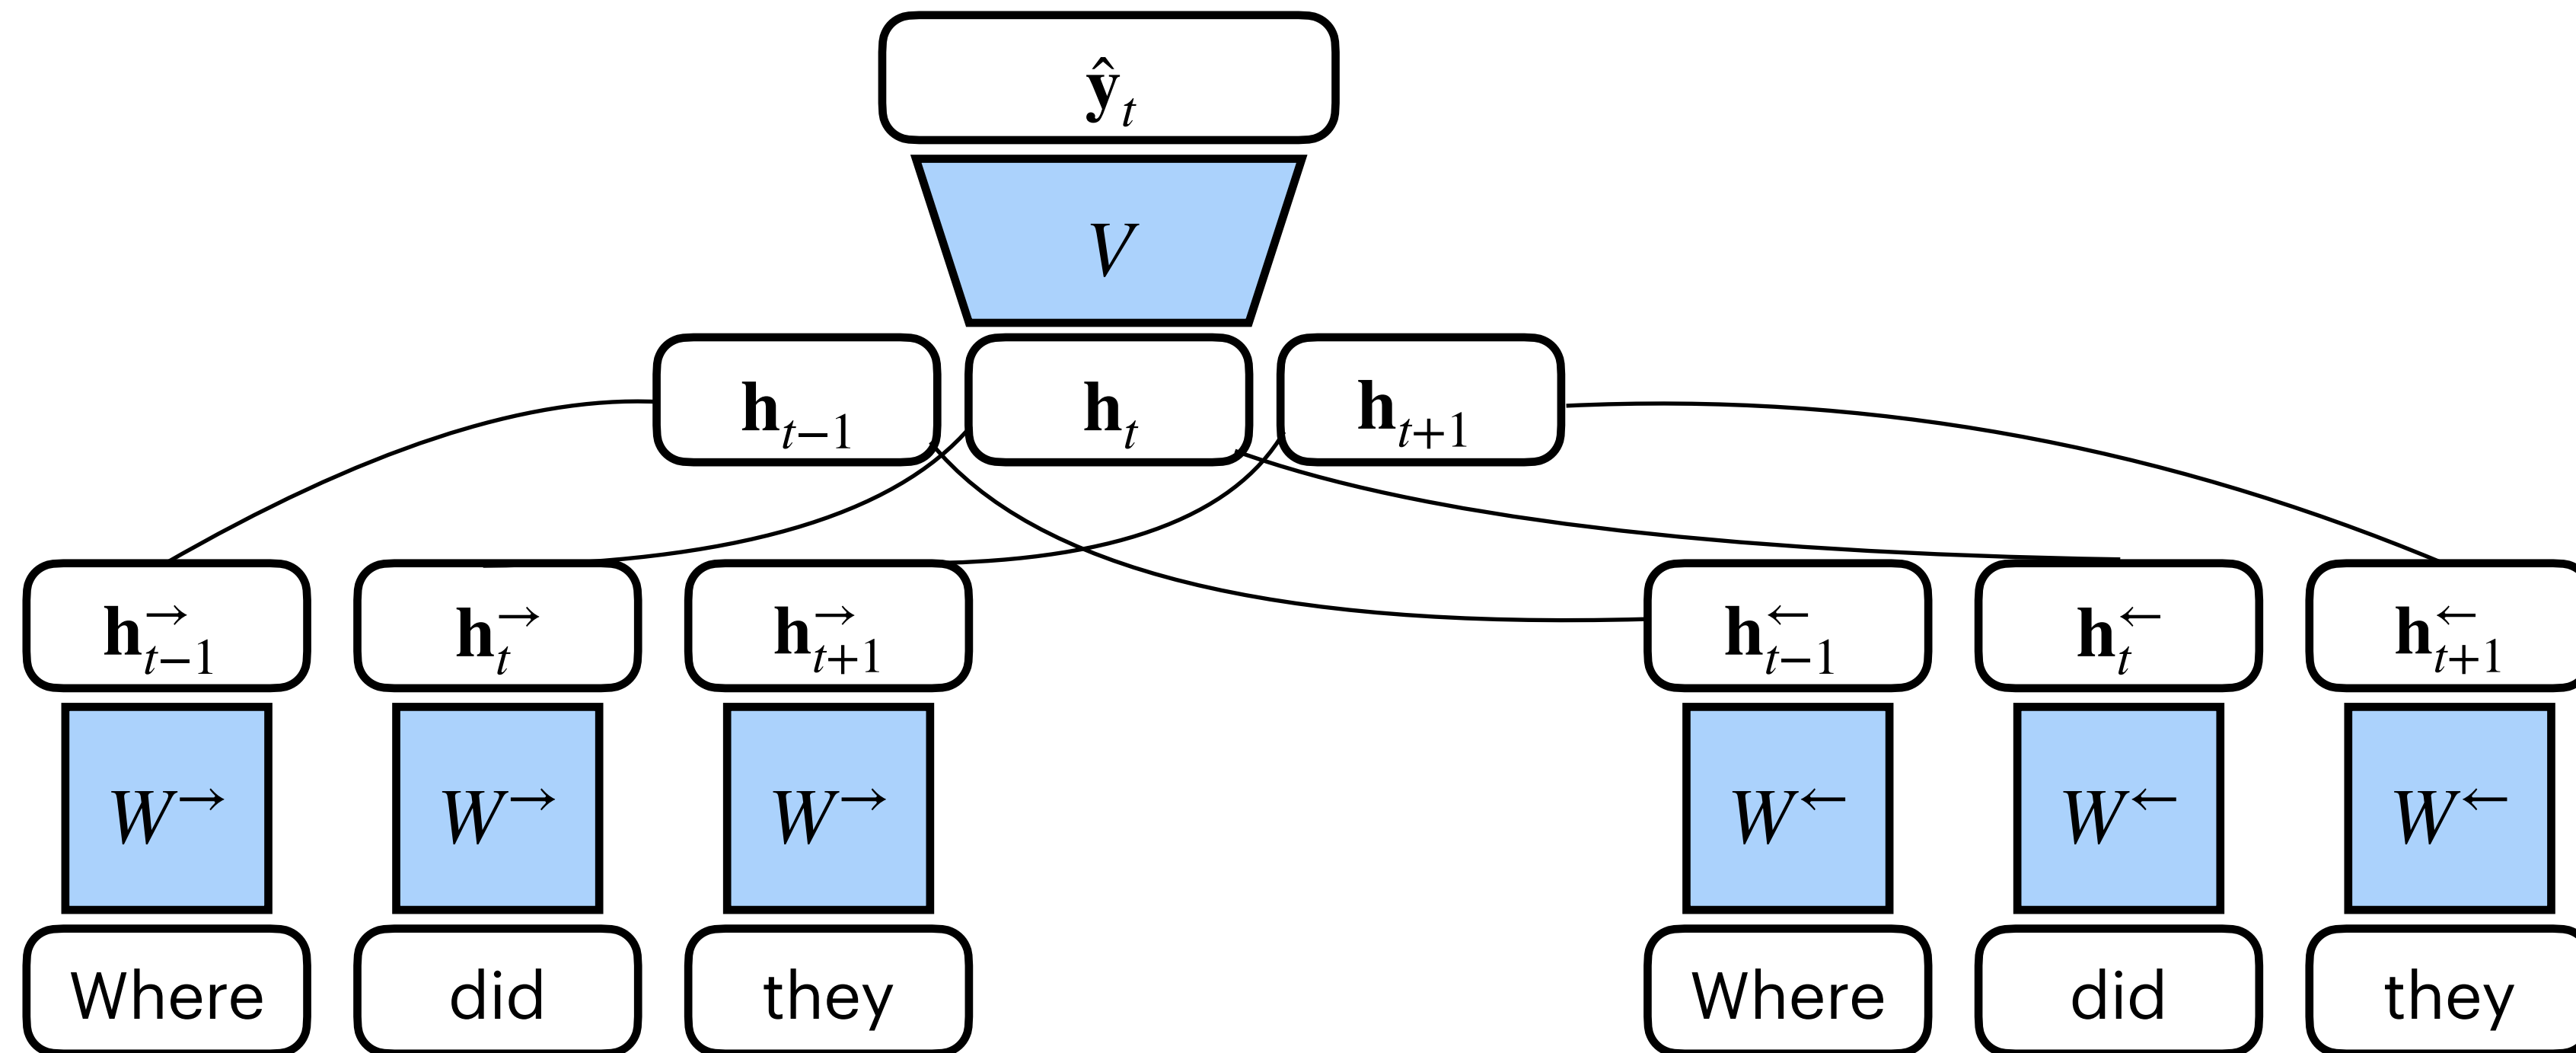 ŷ_t
V
h_{t−1} h_t h_{t+1}
h^→_{t−1} h^→_t h^→_{t+1} h^←_{t−1} h^←_t h^←_{t+1}
W^→ W^→ W^→ W^← W^← W^←
Where did they Where did they